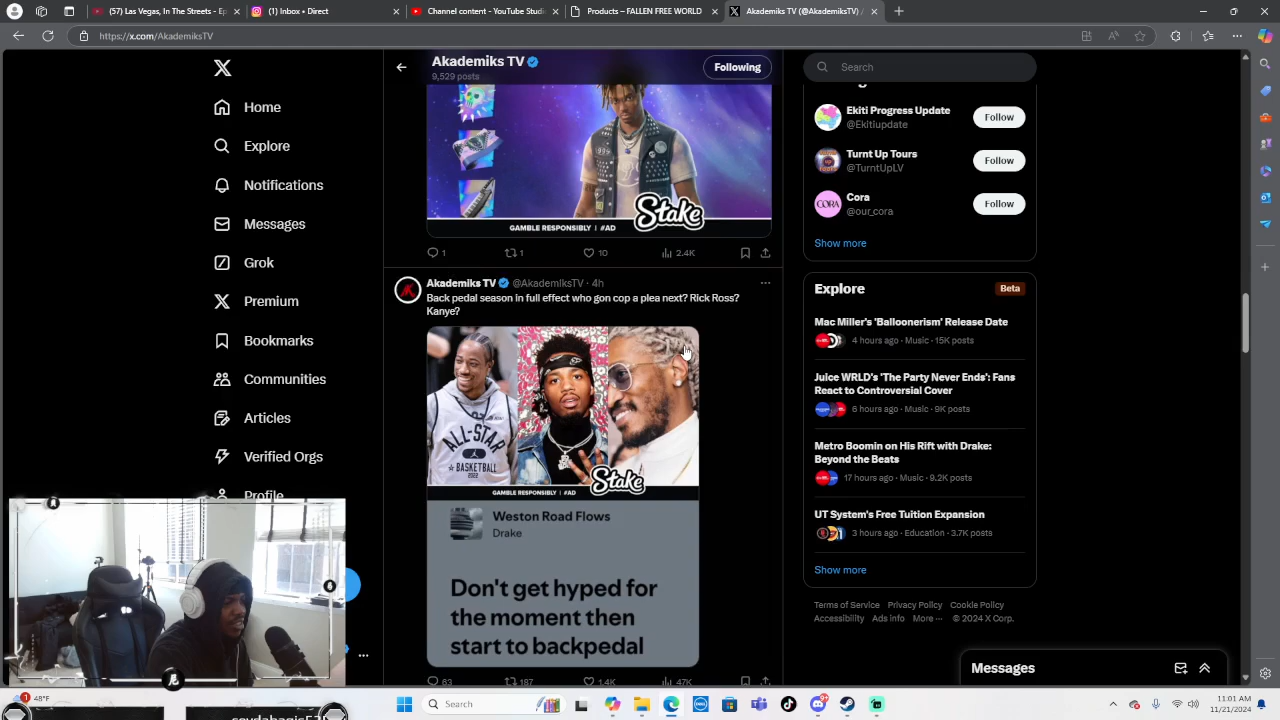 (57) Las Vegas, In The Streets - Ep
Inbox • Direct
Channel content - YouTube Stud
Products – FALLEN FREE WORLD
Akademiks TV (@AkademiksTV) /
https://x.com/AkademiksTV
Home
Explore
Notifications
Messages
Grok
Premium
Bookmarks
Communities
Articles
Verified Orgs
Profile
Akademiks TV
9,529 posts
Following
999
Stake
GAMBLE RESPONSIBLY | #AD
1
1
10
2.4K
Akademiks TV @AkademiksTV · 4h
Back pedal season in full effect who gon cop a plea next? Rick Ross?
Kanye?
ALL-STAR
BASKETBALL
2022
Stake
GAMBLE RESPONSIBLY | #AD
Weston Road Flows
Drake
Don't get hyped for
the moment then
start to backpedal
63
187
1.4K
47K
Search
Ekiti Progress Update
@Ekitiupdate
Follow
Turnt Up Tours
@TurntUpLV
Follow
CORA
Cora
@our_cora
Follow
Show more
Explore
Beta
Mac Miller's 'Balloonerism' Release Date
4 hours ago · Music · 15K posts
Juice WRLD's 'The Party Never Ends': Fans
React to Controversial Cover
6 hours ago · Music · 9K posts
Metro Boomin on His Rift with Drake:
Beyond the Beats
17 hours ago · Music · 9.2K posts
UT System's Free Tuition Expansion
3 hours ago · Education · 3.7K posts
Show more
Terms of Service Privacy Policy Cookie Policy
Accessibility Ads info More ··· © 2024 X Corp.
Messages
1
48°F
Search
11:01 AM
11/21/2024